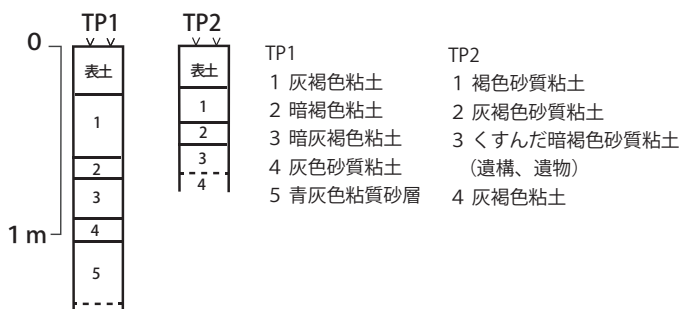 TP1
TP2
0
1 m
表土
1
2
3
4
5
表土
1
2
3
4
TP1
1 灰褐色粘土
2 暗褐色粘土
3 暗灰褐色粘土
4 灰色砂質粘土
5 青灰色粘質砂層
TP2
1 褐色砂質粘土
2 灰褐色砂質粘土
3 くすんだ暗褐色砂質粘土
（遺構、遺物）
4 灰褐色粘土